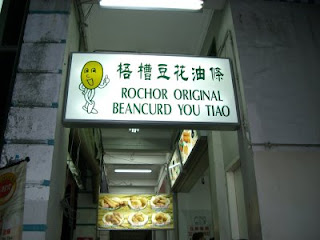 梧槽豆花油條
ROCHOR ORIGINAL
BEANCURD YOU TIAO